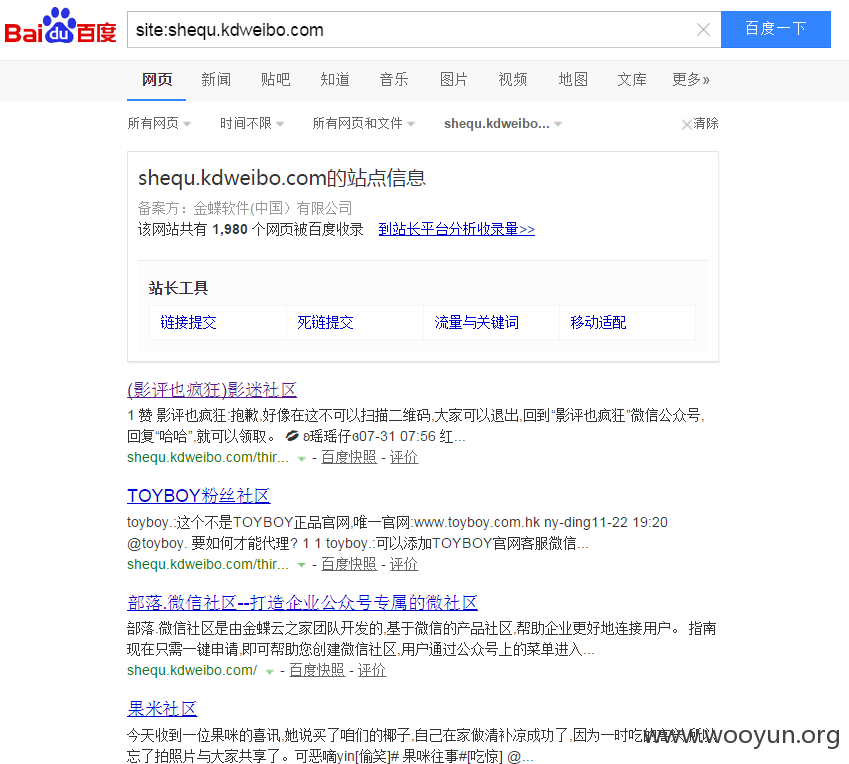 Bai du 百度
site:shequ.kdweibo.com
百度一下
网页 新闻 贴吧 知道 音乐 图片 视频 地图 文库 更多»
所有网页 时间不限 所有网页和文件 shequ.kdweibo... 清除
shequ.kdweibo.com的站点信息
备案方：金蝶软件(中国）有限公司
该网站共有 1,980 个网页被百度收录 到站长平台分析收录量>>
站长工具
链接提交 死链提交 流量与关键词 移动适配
(影评也疯狂)影迷社区
1 赞 影评也疯狂:抱歉,好像在这不可以扫描二维码,大家可以退出,回到“影评也疯狂”微信公众号,
回复“哈哈”,就可以领取。 💋 ʚ瑶瑶仔ɞ07-31 07:56 红...
shequ.kdweibo.com/thir... - 百度快照 - 评价
TOYBOY粉丝社区
toyboy.:这个不是TOYBOY正品官网,唯一官网:www.toyboy.com.hk ny-ding11-22 19:20
@toyboy. 要如何才能代理? 1 1 toyboy.:可以添加TOYBOY官网客服微信...
shequ.kdweibo.com/thir... - 百度快照 - 评价
部落.微信社区--打造企业公众号专属的微社区
部落.微信社区是由金蝶云之家团队开发的,基于微信的产品社区,帮助企业更好地连接用户。 指南
现在只需一键申请,即可帮助您创建微信社区,用户通过公众号上的菜单进入...
shequ.kdweibo.com/ - 百度快照 - 评价
果米社区
今天收到一位果咪的喜讯,她说买了咱们的椰子,自己在家做清补凉成功了,因为一时吃
忘了拍照片与大家共享了。可恶嘀yin[偷笑]# 果咪往事#[吃惊] @...
www.wooyun.org